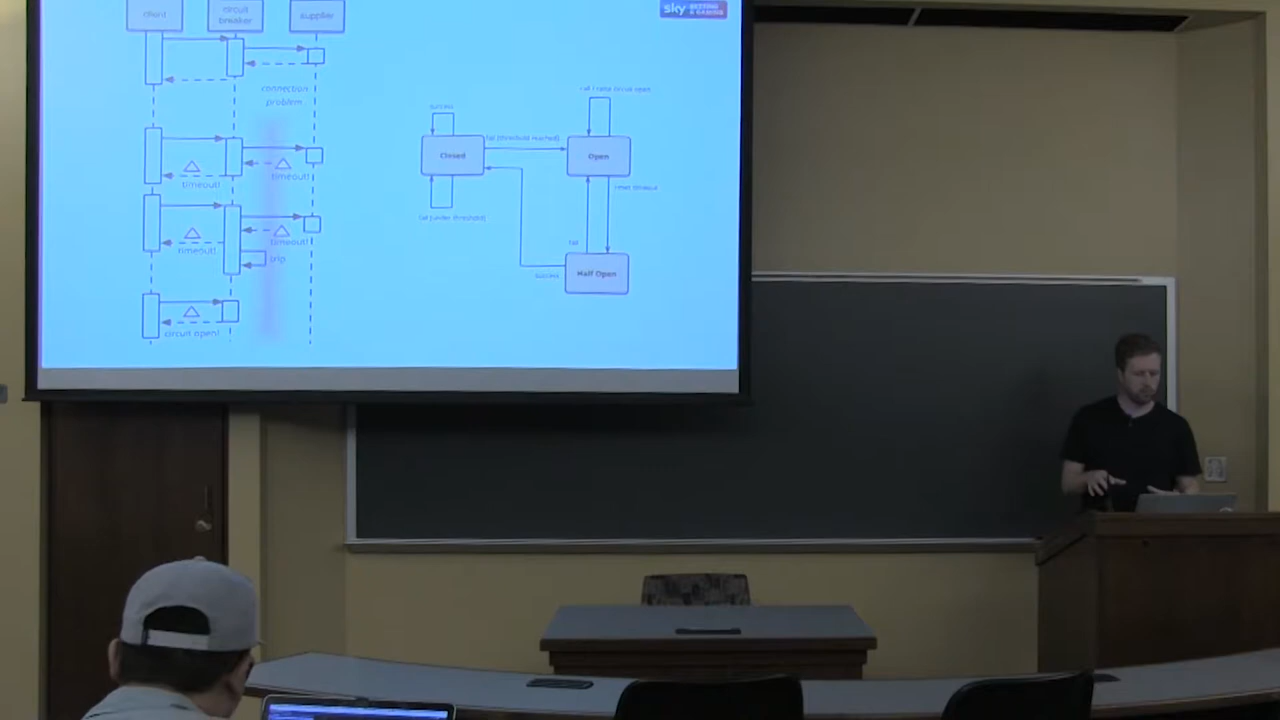 client
circuit
breaker
supplier
sky BETTING
& GAMING
connection
problem
timeout!
timeout!
timeout!
timeout!
trip
circuit open!
success
fail [threshold reached]
Closed
Open
fail [under threshold]
reset timeout
fail
success
Half Open